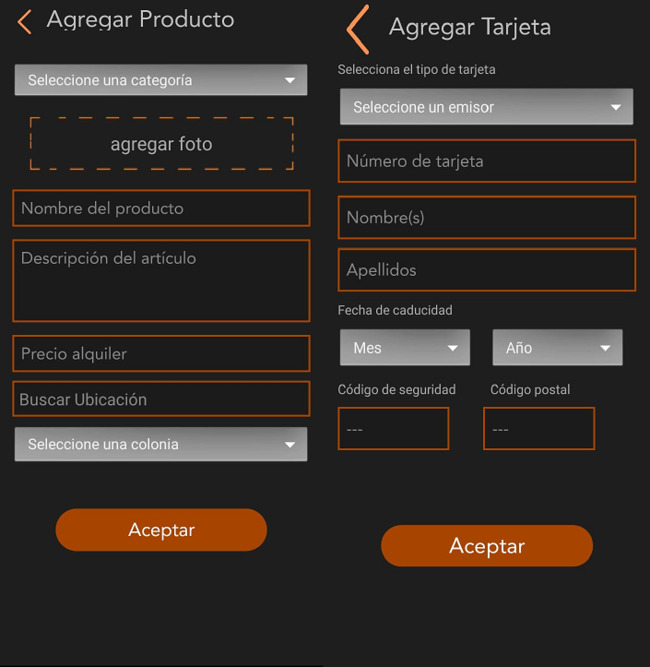 Agregar Producto
Seleccione una categoría
agregar foto
Nombre del producto
Descripción del artículo
Precio alquiler
Buscar Ubicación
Seleccione una colonia
Aceptar
Agregar Tarjeta
Selecciona el tipo de tarjeta
Seleccione un emisor
Número de tarjeta
Nombre(s)
Apellidos
Fecha de caducidad
Mes Año
Código de seguridad Código postal
--- ---
Aceptar